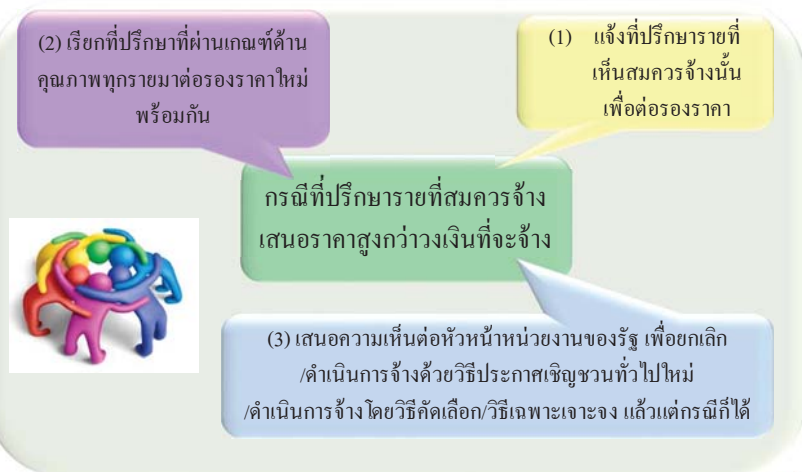 (2) เรียกที่ปรึกษาที่ผ่านเกณฑ์ด้าน
คุณภาพทุกรายมาต่อรองราคาใหม่
พร้อมกัน
(1) แจ้งที่ปรึกษารายที่
เห็นสมควรจ้างนั้น
เพื่อต่อรองราคา
กรณีที่ปรึกษารายที่สมควรจ้าง
เสนอราคาสูงกว่าวงเงินที่จะจ้าง
(3) เสนอความเห็นต่อหัวหน้าหน่วยงานของรัฐ เพื่อยกเลิก
/ดำเนินการจ้างด้วยวิธีประกาศเชิญชวนทั่วไปใหม่
/ดำเนินการจ้างโดยวิธีคัดเลือก/วิธีเฉพาะเจาะจง แล้วแต่กรณีก็ได้